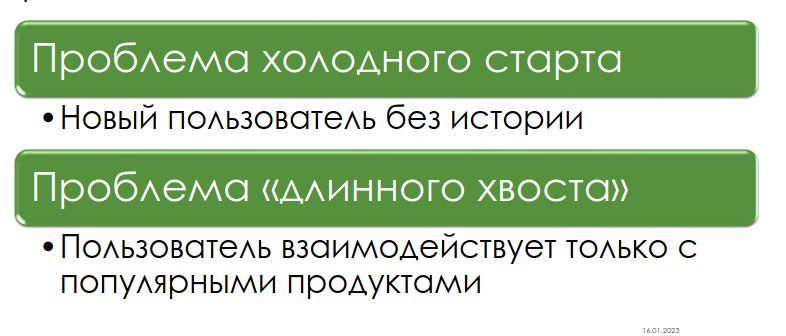 Проблема холодного старта
•Новый пользователь без истории
Проблема «длинного хвоста»
•Пользователь взаимодействует только с
популярными продуктами
16.01.2023